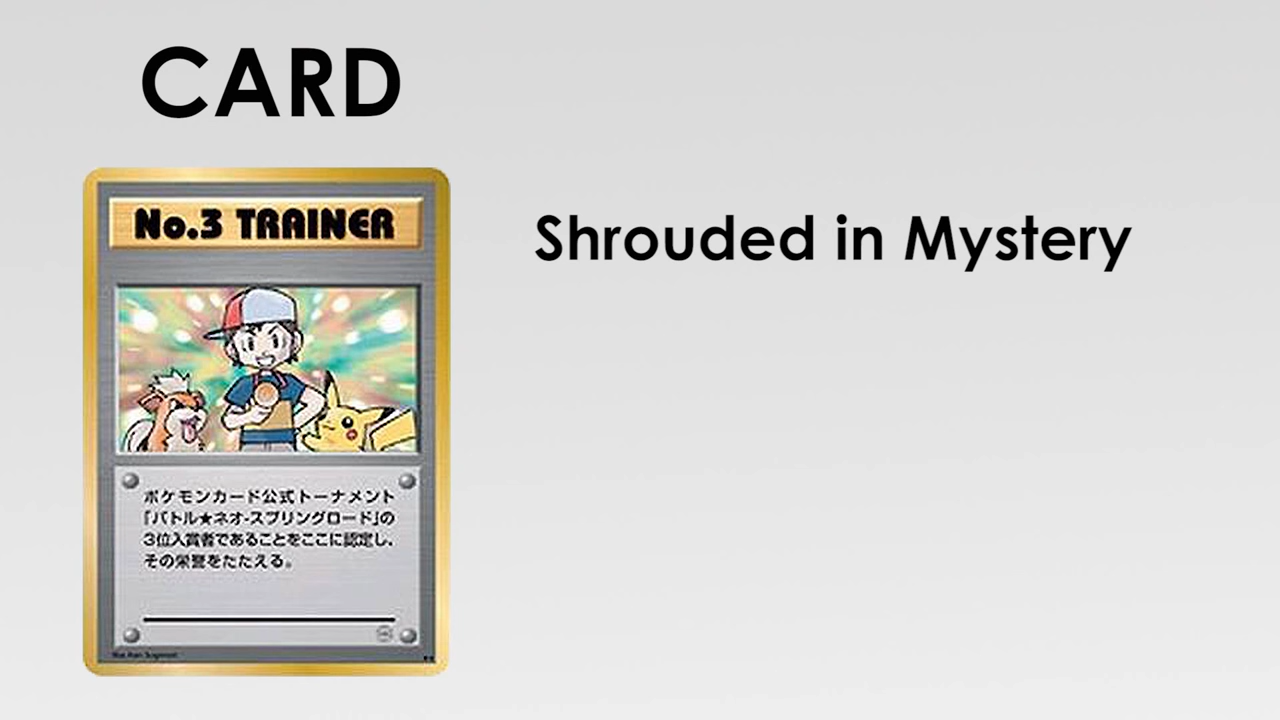 CARD
No.3 TRAINER
Shrouded in Mystery
ポケモンカード公式トーナメント
「バトル★ネオ-スプリングロード」の
3位入賞者であることをここに認定し、
その栄誉をたたえる。